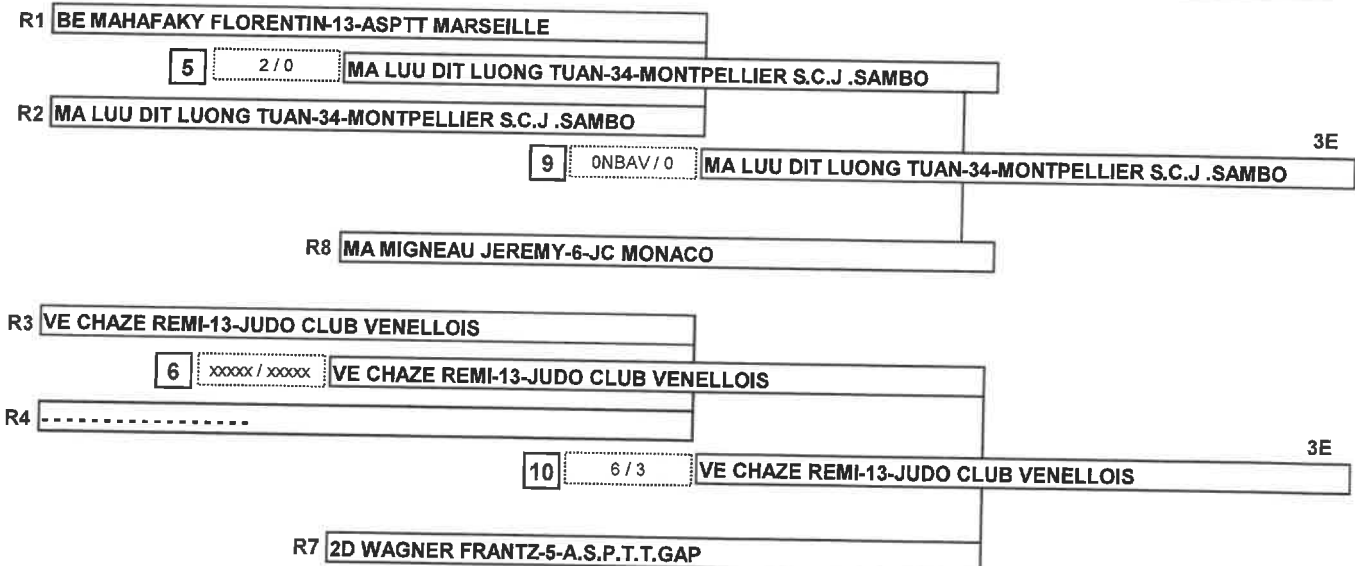 R1 BE MAHAFAKY FLORENTIN-13-ASPTT MARSEILLE
5 2 / 0 MA LUU DIT LUONG TUAN-34-MONTPELLIER S.C.J .SAMBO
R2 MA LUU DIT LUONG TUAN-34-MONTPELLIER S.C.J .SAMBO
3E
9 0NBAV / 0 MA LUU DIT LUONG TUAN-34-MONTPELLIER S.C.J .SAMBO
R8 MA MIGNEAU JEREMY-6-JC MONACO
R3 VE CHAZE REMI-13-JUDO CLUB VENELLOIS
6 xxxxx / xxxxx VE CHAZE REMI-13-JUDO CLUB VENELLOIS
R4 -----------------
3E
10 6 / 3 VE CHAZE REMI-13-JUDO CLUB VENELLOIS
R7 2D WAGNER FRANTZ-5-A.S.P.T.T.GAP